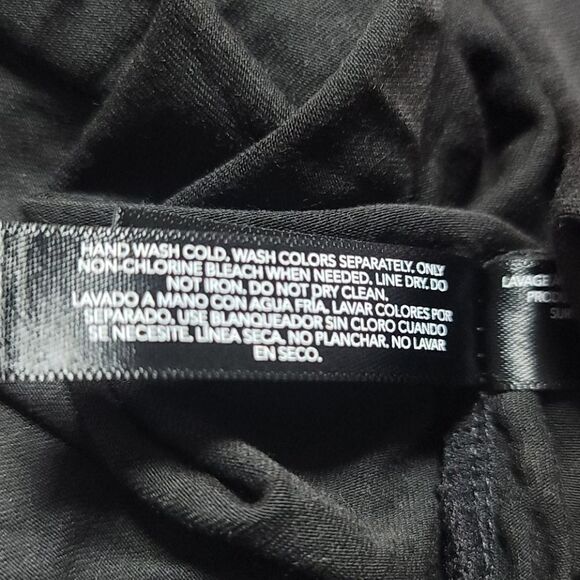 HAND WASH COLD. WASH COLORS SEPARATELY. ONLY
NON-CHLORINE BLEACH WHEN NEEDED. LINE DRY. DO
NOT IRON. DO NOT DRY CLEAN.
LAVADO A MANO CON AGUA FRÍA. LAVAR COLORES POR
SEPARADO. USE BLANQUEADOR SIN CLORO CUANDO
SE NECESITE. LÍNEA SECA. NO PLANCHAR. NO LAVAR
EN SECO.
LAVAGE